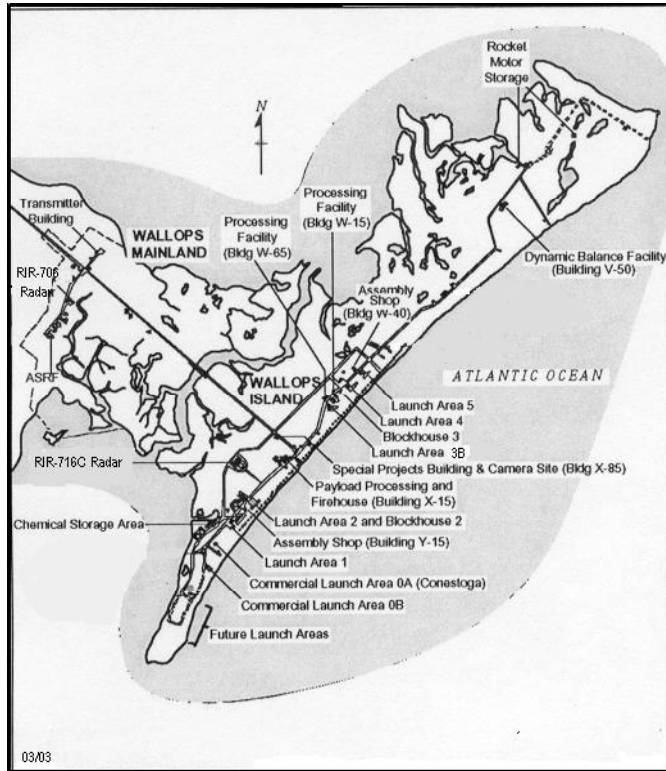 Rocket
Motor
Storage
N
Processing
Facility
(Bldg W-15)
Transmitter
Building
WALLOPS
MAINLAND
Processing
Facility
(Bldg W-65)
Dynamic Balance Facility
(Building V-50)
RIR-706
Radar
Assembly
Shop
(Bldg W-40)
ASRF
WALLOPS
ISLAND
ATLANTIC OCEAN
Launch Area 5
Launch Area 4
Blockhouse 3
Launch Area 3B
Special Projects Building & Camera Site (Bldg X-85)
RIR-716C Radar
Payload Processing and
Firehouse (Building X-15)
Chemical Storage Area
Launch Area 2 and Blockhouse 2
Assembly Shop (Building Y-15)
Launch Area 1
Commercial Launch Area 0A (Conestoga)
Commercial Launch Area 0B
Future Launch Areas
03/03